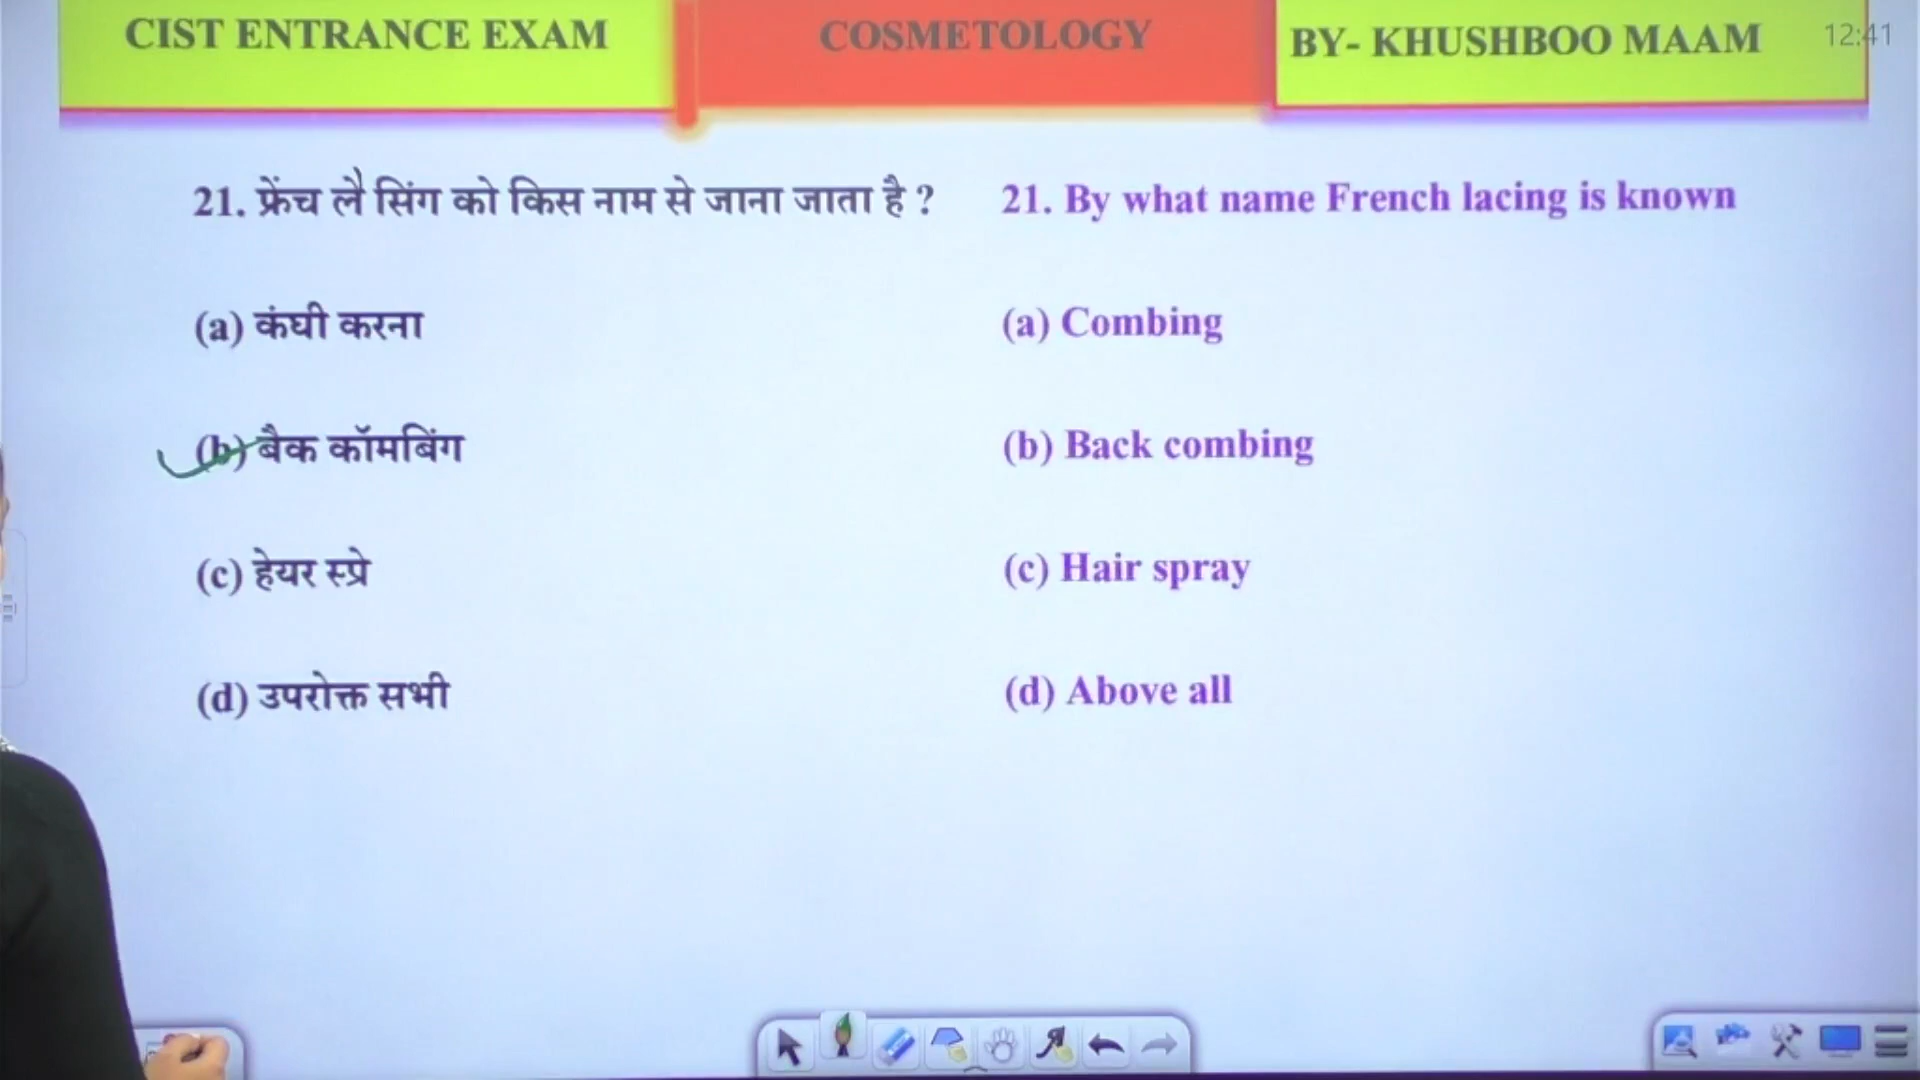 CIST ENTRANCE EXAM
COSMETOLOGY
BY- KHUSHBOO MAAM
12:41
21. फ्रेंच लै सिंग को किस नाम से जाना जाता है ?
(a) कंघी करना
(b) बैक कॉमबिंग
(c) हेयर स्प्रे
(d) उपरोक्त सभी
21. By what name French lacing is known
(a) Combing
(b) Back combing
(c) Hair spray
(d) Above all